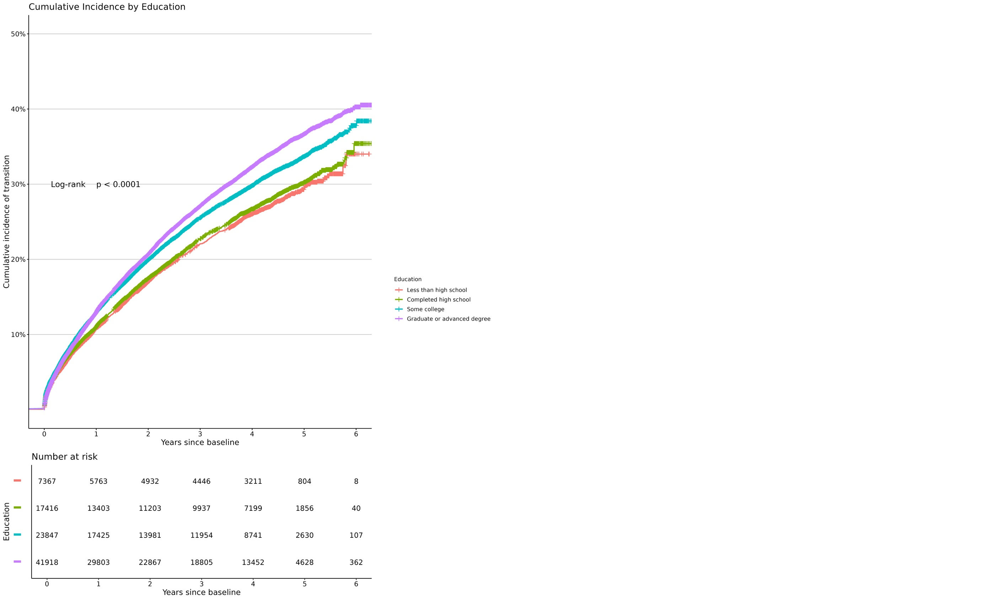 Cumulative Incidence by Education
Cumulative incidence of transition
50%
40%
30%
20%
10%
Log-rank p < 0.0001
0 1 2 3 4 5 6
Years since baseline
Education
Less than high school
Completed high school
Some college
Graduate or advanced degree
Number at risk
Education
7367 5763 4932 4446 3211 804 8
17416 13403 11203 9937 7199 1856 40
23847 17425 13981 11954 8741 2630 107
41918 29803 22867 18805 13452 4628 362
0 1 2 3 4 5 6
Years since baseline